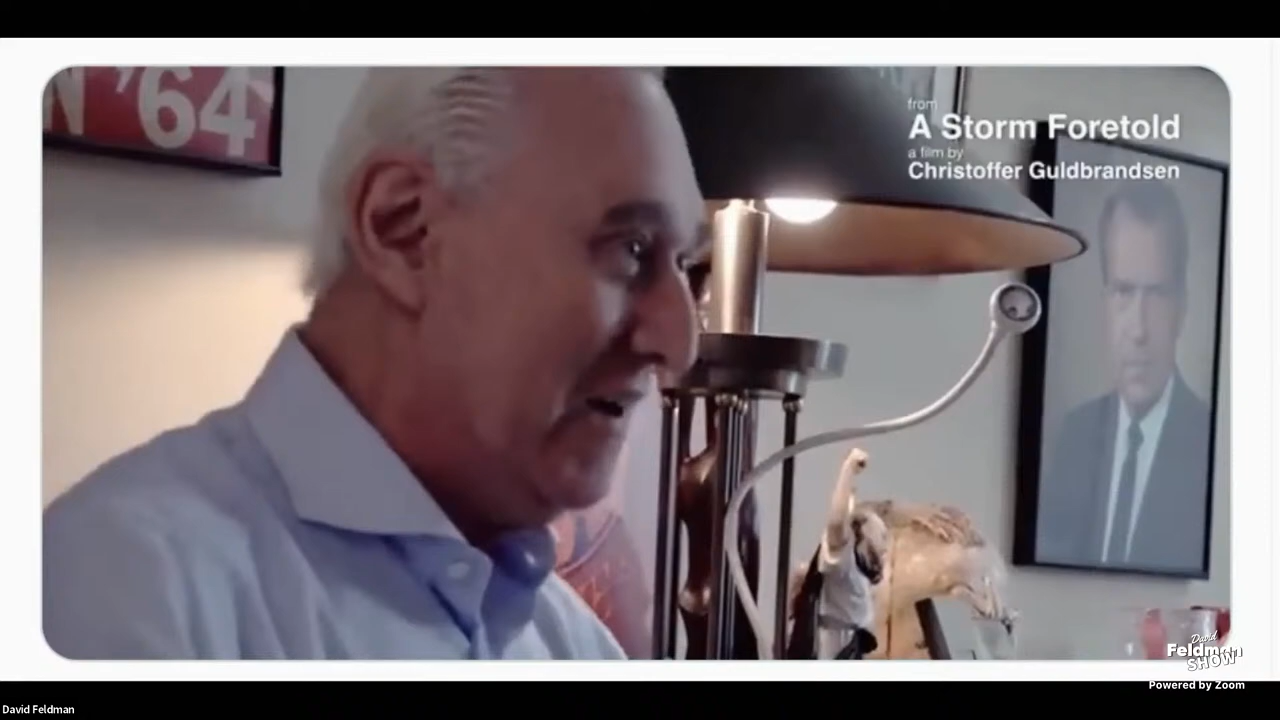 N '64
from
A Storm Foretold
a film by
Christoffer Guldbrandsen
David
Feldman
SHOW
Powered by Zoom
David Feldman